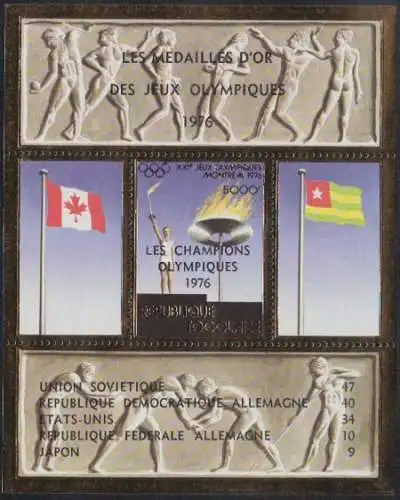 LES MEDAILLES D'OR
DES JEUX OLYMPIQUES
1976
XXIe JEUX OLYMPIQUES
MONTREAL 1976
5000F
LES CHAMPIONS
OLYMPIQUES
1976
REPUBLIQUE
TOGOLAISE
UNION SOVIETIQUE 47
REPUBLIQUE DEMOCRATIQUE ALLEMAGNE 40
ETATS-UNIS 34
REPUBLIQUE FEDERALE ALLEMAGNE 10
JAPON 9